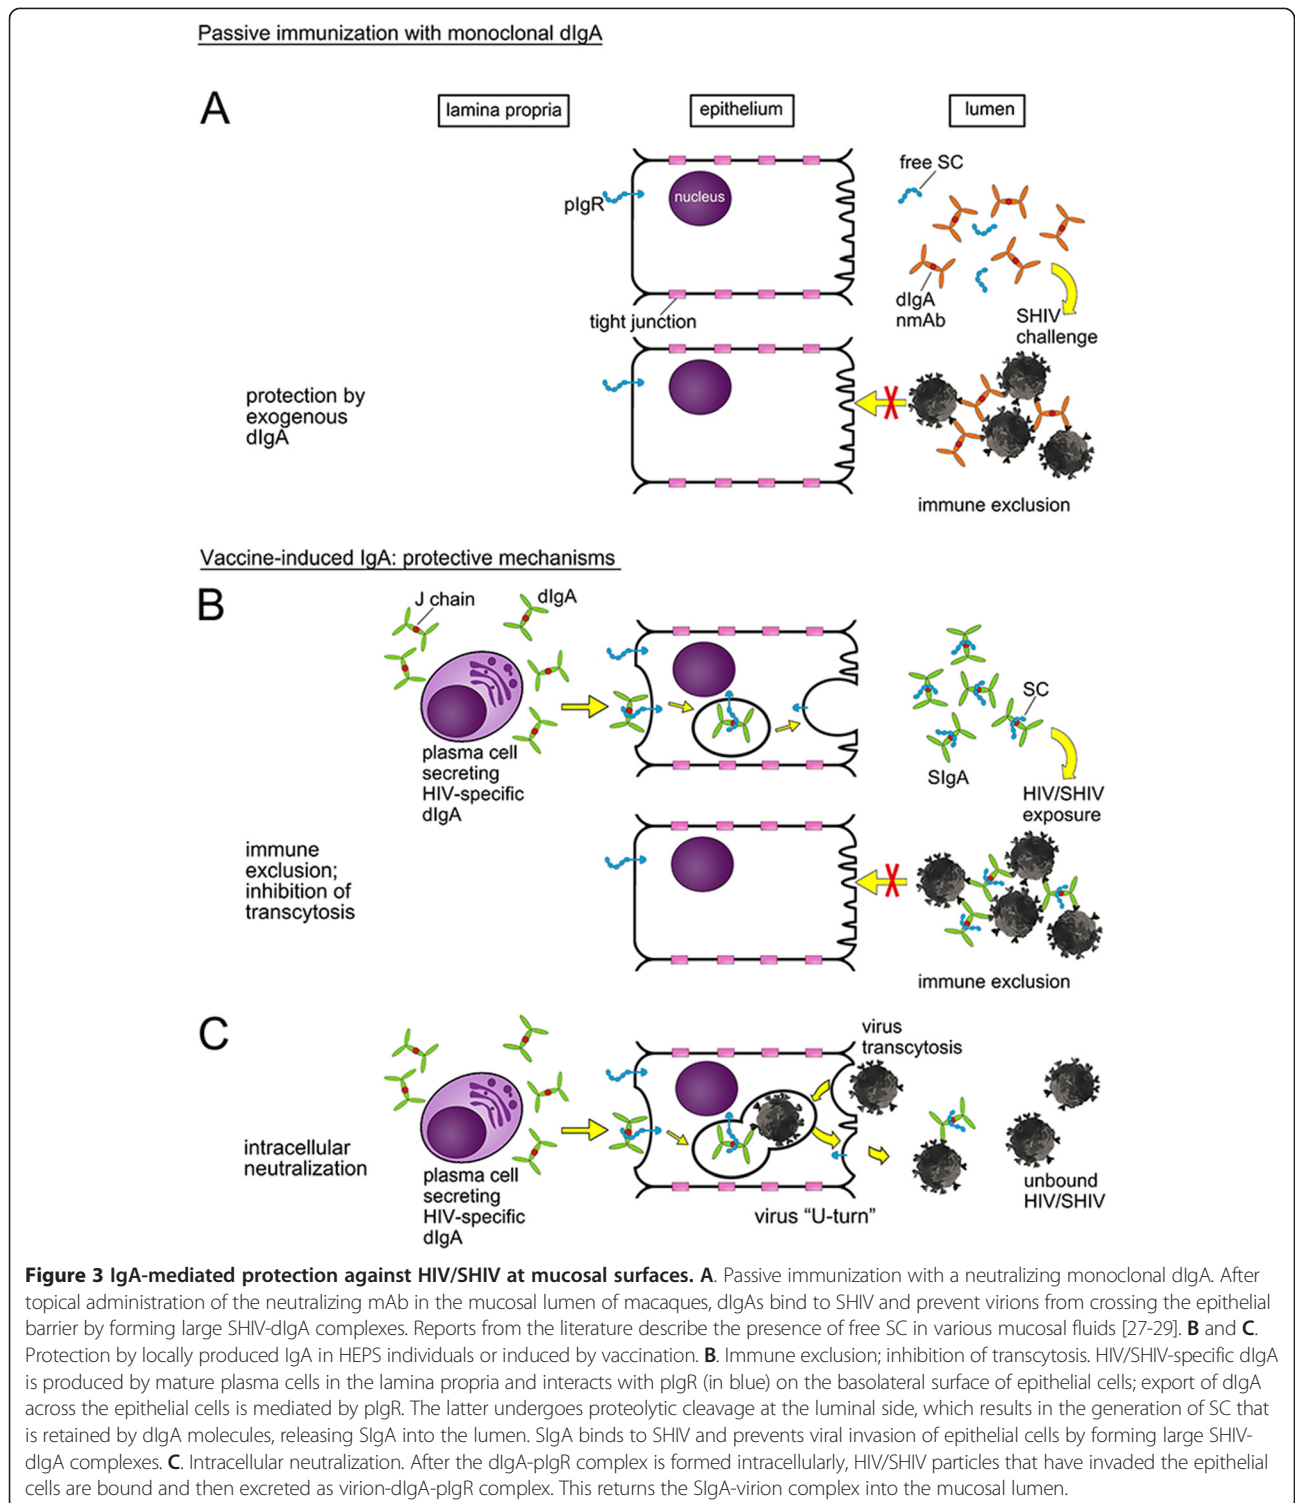 Passive immunization with monoclonal dIgA
A
lamina propria
epithelium
lumen
free SC
pIgR
nucleus
dIgA
nmAb
SHIV
challenge
tight junction
protection by
exogenous
dIgA
immune exclusion
Vaccine-induced IgA: protective mechanisms
B
J chain
dIgA
SC
plasma cell
secreting
HIV-specific
dIgA
SIgA
HIV/SHIV
exposure
immune
exclusion;
inhibition of
transcytosis
immune exclusion
C
virus
transcytosis
intracellular
neutralization
plasma cell
secreting
HIV-specific
dIgA
virus “U-turn”
unbound
HIV/SHIV
Figure 3 IgA-mediated protection against HIV/SHIV at mucosal surfaces. A. Passive immunization with a neutralizing monoclonal dIgA. After
topical administration of the neutralizing mAb in the mucosal lumen of macaques, dIgAs bind to SHIV and prevent virions from crossing the epithelial
barrier by forming large SHIV-dIgA complexes. Reports from the literature describe the presence of free SC in various mucosal fluids [27-29]. B and C.
Protection by locally produced IgA in HEPS individuals or induced by vaccination. B. Immune exclusion; inhibition of transcytosis. HIV/SHIV-specific dIgA
is produced by mature plasma cells in the lamina propria and interacts with pIgR (in blue) on the basolateral surface of epithelial cells; export of dIgA
across the epithelial cells is mediated by pIgR. The latter undergoes proteolytic cleavage at the luminal side, which results in the generation of SC that
is retained by dIgA molecules, releasing SIgA into the lumen. SIgA binds to SHIV and prevents viral invasion of epithelial cells by forming large SHIV-
dIgA complexes. C. Intracellular neutralization. After the dIgA-pIgR complex is formed intracellularly, HIV/SHIV particles that have invaded the epithelial
cells are bound and then excreted as virion-dIgA-pIgR complex. This returns the SIgA-virion complex into the mucosal lumen.